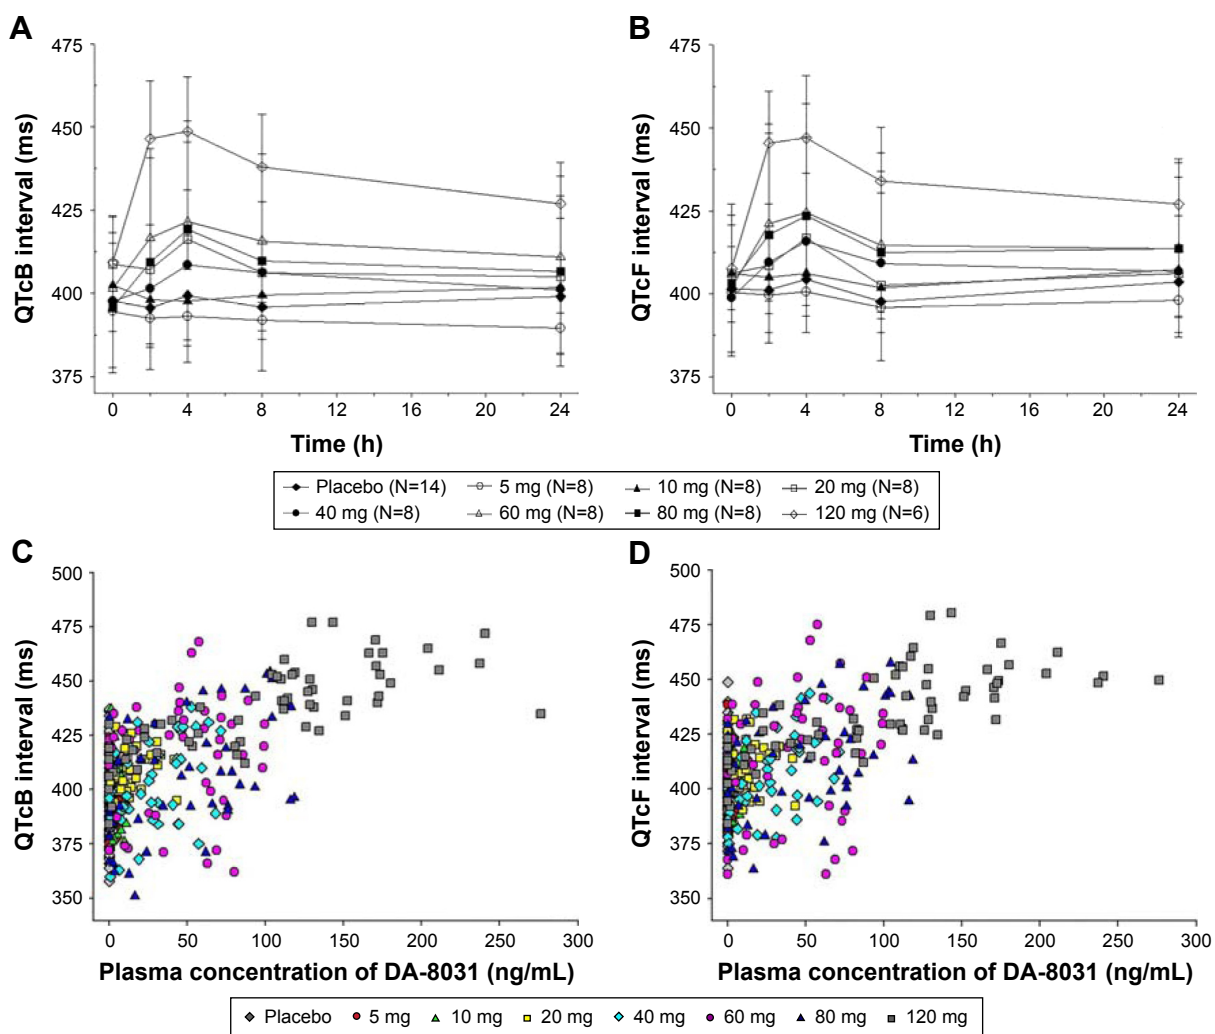 A
B
475
450
425
400
375
QTcB interval (ms)
0 4 8 12 16 20 24
Time (h)
475
450
425
400
375
QTcF interval (ms)
0 4 8 12 16 20 24
Time (h)
Placebo (N=14) 5 mg (N=8) 10 mg (N=8) 20 mg (N=8)
40 mg (N=8) 60 mg (N=8) 80 mg (N=8) 120 mg (N=6)
C
D
500
475
450
425
400
375
350
QTcB interval (ms)
0 50 100 150 200 250 300
Plasma concentration of DA-8031 (ng/mL)
500
475
450
425
400
375
350
QTcF interval (ms)
0 50 100 150 200 250 300
Plasma concentration of DA-8031 (ng/mL)
Placebo 5 mg 10 mg 20 mg 40 mg 60 mg 80 mg 120 mg